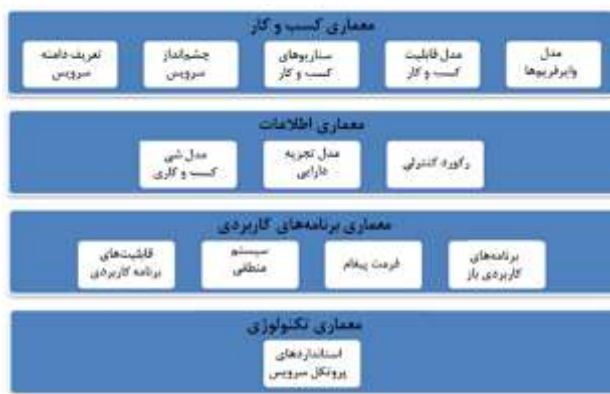 معماری کسب و کار
مدل
وایرفریم‌ها
مدل قابلیت
کسب و کار
سناریوهای
کسب و کار
چشم‌انداز
سرویس
تعریف دامنه
سرویس
معماری اطلاعات
رکورد کنترلی
مدل تجزیه
دارایی
مدل شی
کسب و کاری
معماری برنامه‌های کاربردی
برنامه‌های
کاربردی باز
فرمت پیغام
سیستم
منطقی
قابلیت‌های
برنامه کاربردی
معماری تکنولوژی
استانداردهای
پروتکل سرویس